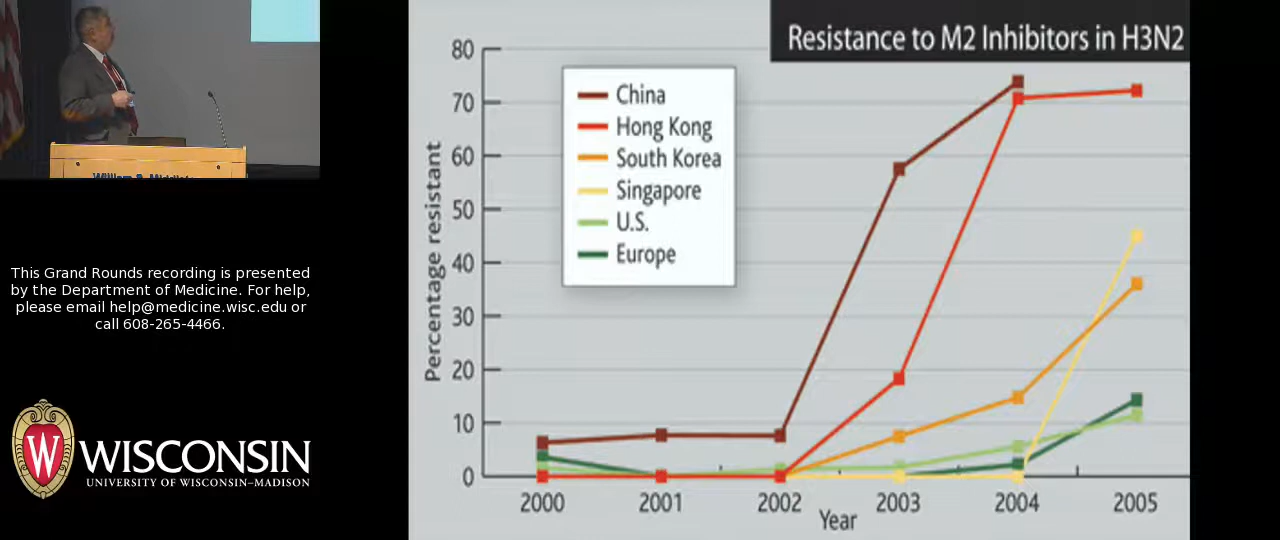 This Grand Rounds recording is presented
by the Department of Medicine. For help,
please email help@medicine.wisc.edu or
call 608-265-4466.
W
WISCONSIN
UNIVERSITY OF WISCONSIN–MADISON
Resistance to M2 Inhibitors in H3N2
China
Hong Kong
South Korea
Singapore
U.S.
Europe
Percentage resistant
80
70
60
50
40
30
20
10
0
2000 2001 2002 2003 2004 2005
Year